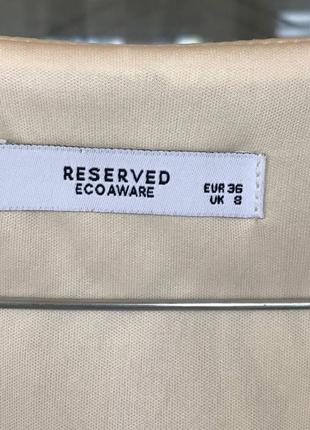 RESERVED
ECOAWARE
EUR 36
UK 8